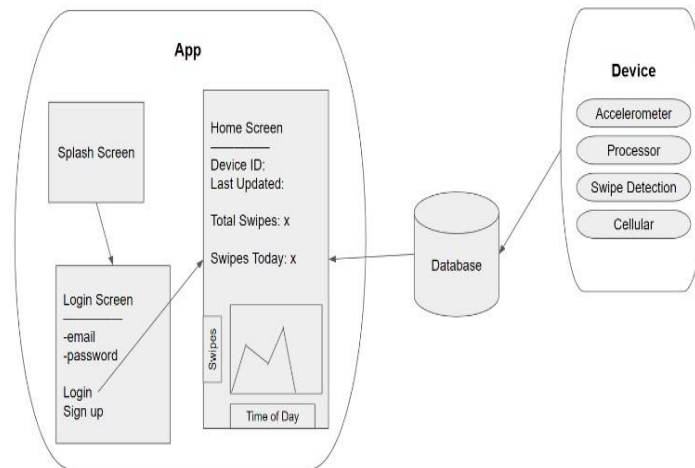 App
Splash Screen
Login Screen
-email
-password
Login
Sign up
Home Screen
Device ID:
Last Updated:
Total Swipes: x
Swipes Today: x
Swipes
Time of Day
Database
Device
Accelerometer
Processor
Swipe Detection
Cellular